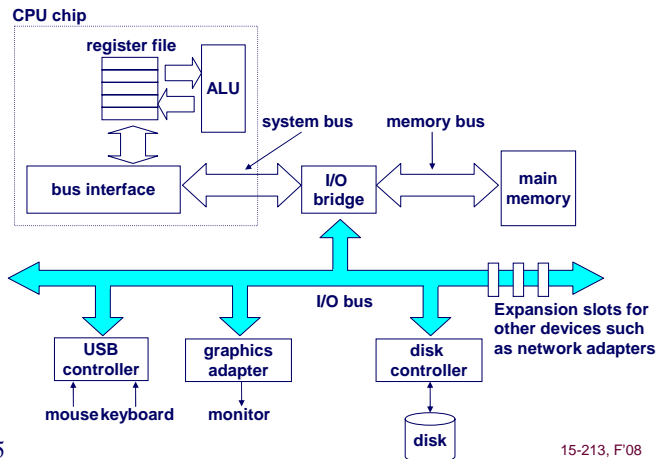 CPU chip
register file
ALU
system bus
memory bus
bus interface
I/O
bridge
main
memory
I/O bus
Expansion slots for
other devices such
as network adapters
USB
controller
graphics
adapter
disk
controller
mouse keyboard
monitor
disk
5
15-213, F'08